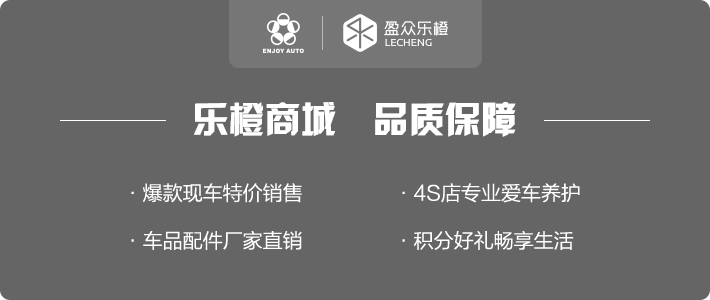 ENJOY AUTO
盈众乐橙
LECHENG
乐橙商城 品质保障
· 爆款现车特价销售
· 4S店专业爱车养护
· 车品配件厂家直销
· 积分好礼畅享生活